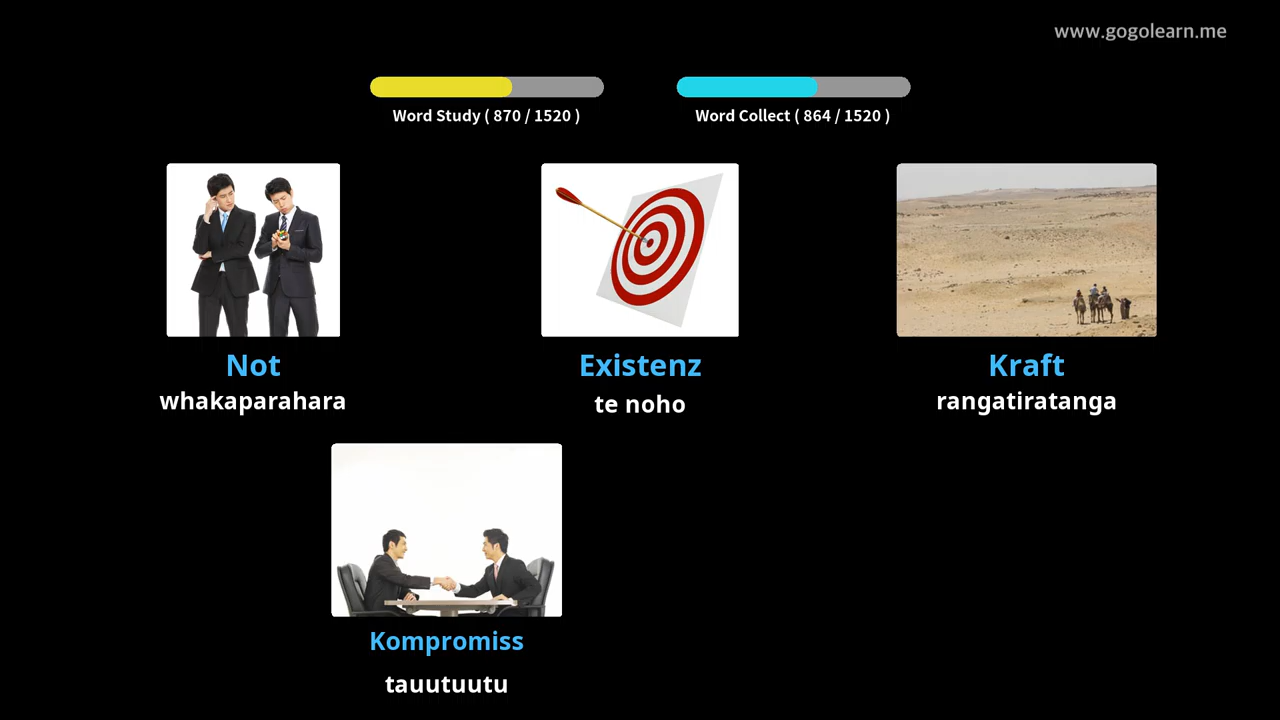 www.gogolearn.me
Word Study ( 870 / 1520 )
Word Collect ( 864 / 1520 )
Not
whakaparahara
Existenz
te noho
Kraft
rangatiratanga
Kompromiss
tauutuutu